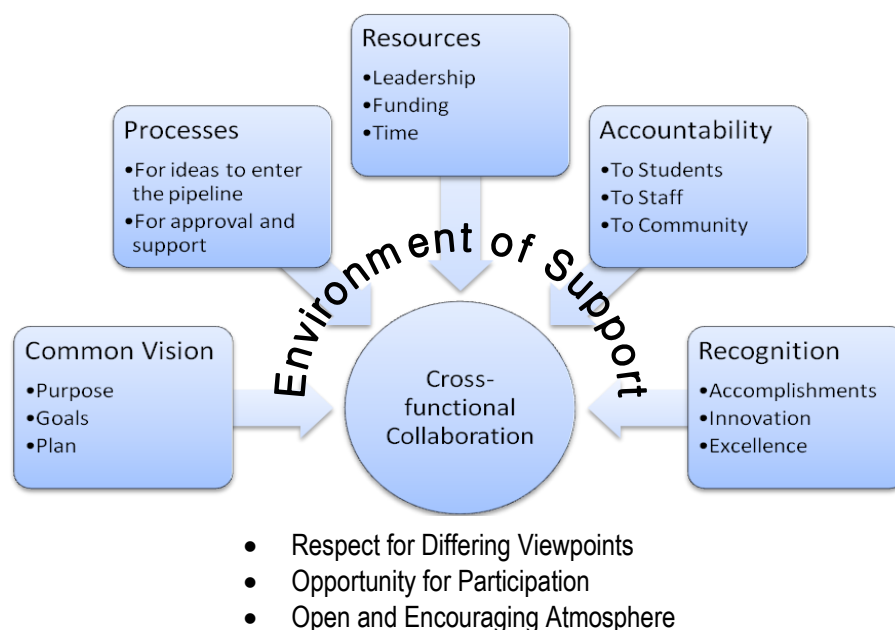 Resources
•Leadership
•Funding
•Time
Processes
•For ideas to enter
the pipeline
•For approval and
support
Accountability
•To Students
•To Staff
•To Community
Environment of Support
Common Vision
•Purpose
•Goals
•Plan
Cross-
functional
Collaboration
Recognition
•Accomplishments
•Innovation
•Excellence
• Respect for Differing Viewpoints
• Opportunity for Participation
• Open and Encouraging Atmosphere